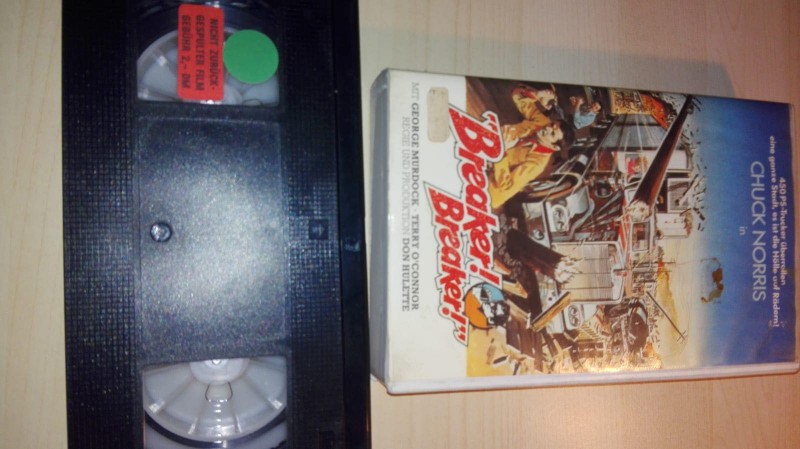 NICHT ZURÜCK-
GESPULTER FILM
GEBÜHR 2,- DM
450 PS-Trucker überrollen
eine ganze Stadt, es ist die Hölle auf Rädern!
CHUCK NORRIS
in
"Breaker!
Breaker!"
MIT GEORGE MURDOCK TERRY O'CONNOR
REGIE UND PRODUKTION DON HULETTE